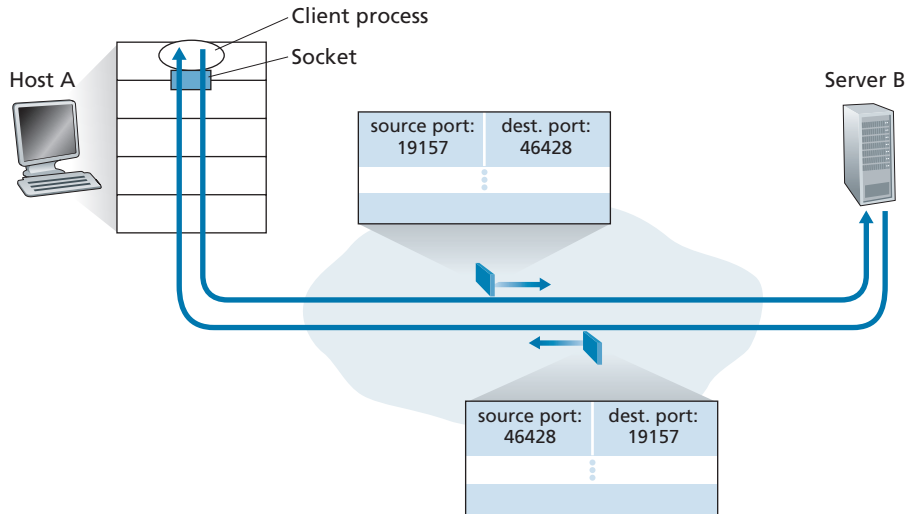 Client process
Socket
Host A
Server B
source port:
19157
dest. port:
46428
source port:
46428
dest. port:
19157